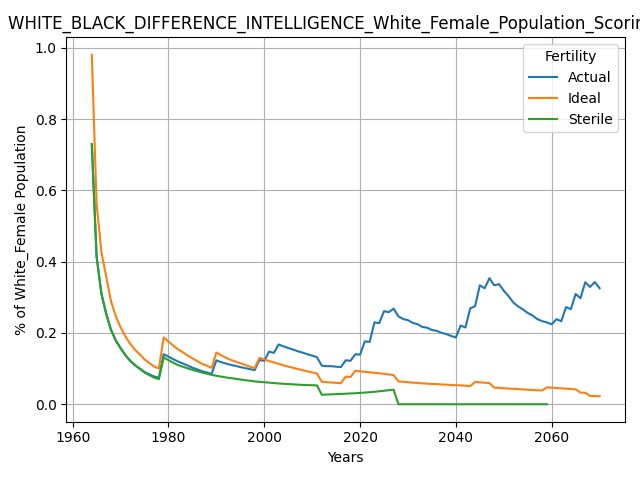 WHITE_BLACK_DIFFERENCE_INTELLIGENCE_White_Female_Population_Scorin
Fertility
Actual
Ideal
Sterile
% of White_Female Population
1.0
0.8
0.6
0.4
0.2
0.0
1960
1980
2000
2020
2040
2060
Years